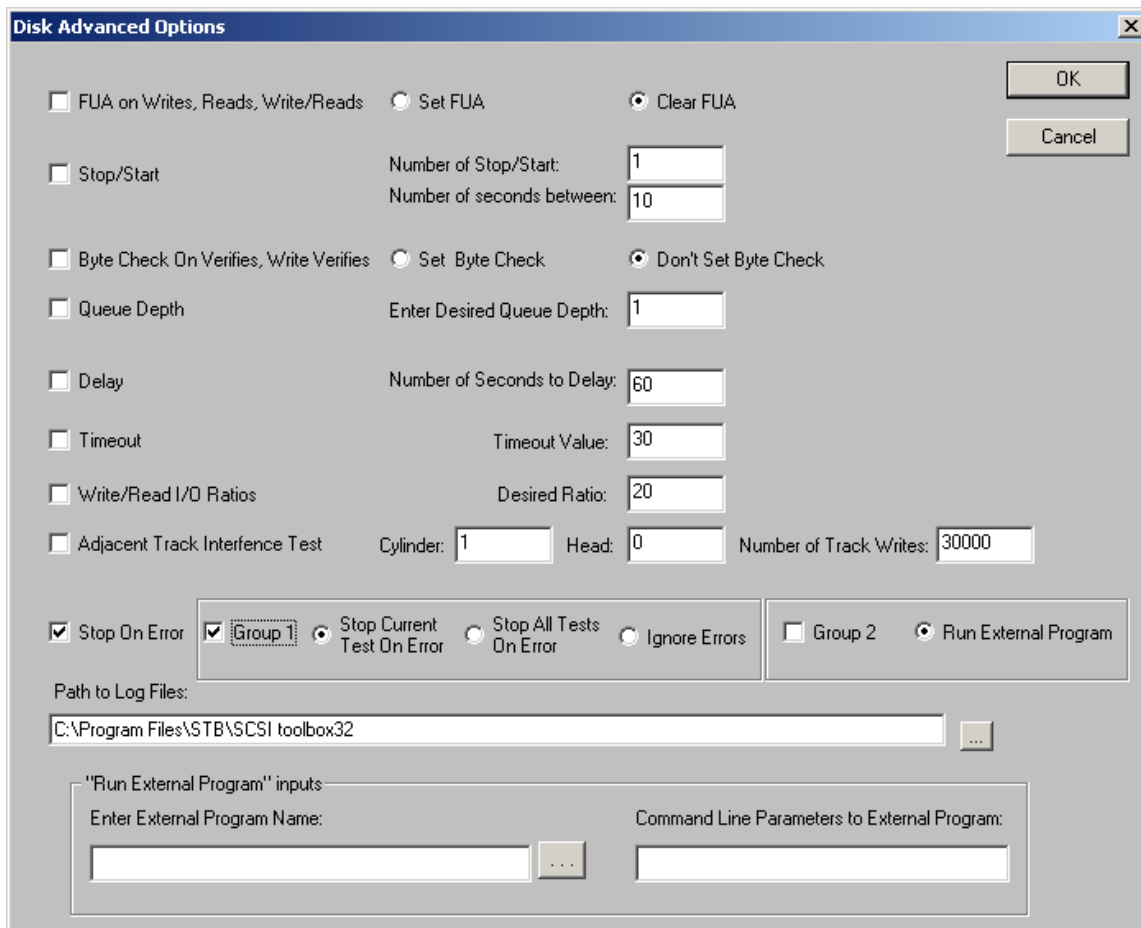 Disk Advanced Options
OK
FUA on Writes, Reads, Write/Reads Set FUA Clear FUA
Cancel
Stop/Start Number of Stop/Start: 1
Number of seconds between: 10
Byte Check On Verifies, Write Verifies Set Byte Check Don't Set Byte Check
Queue Depth Enter Desired Queue Depth: 1
Delay Number of Seconds to Delay: 60
Timeout Timeout Value: 30
Write/Read I/O Ratios Desired Ratio: 20
Adjacent Track Interfence Test Cylinder: 1 Head: 0 Number of Track Writes: 30000
Stop On Error Group 1 Stop Current Test On Error Stop All Tests On Error Ignore Errors Group 2 Run External Program
Path to Log Files:
C:\Program Files\STB\SCSI toolbox32
...
"Run External Program" inputs
Enter External Program Name: Command Line Parameters to External Program:
...